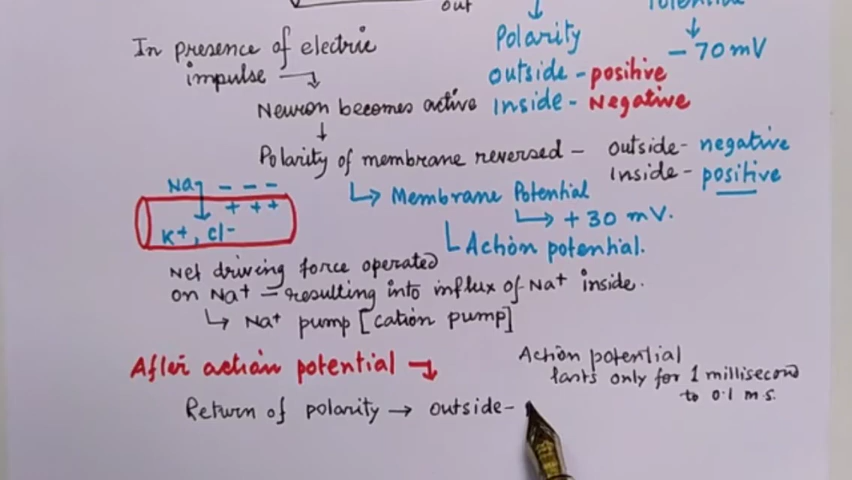 out
Potential
Polarity
- 70 mV
In presence of electric
impulse
outside - positive
Neuron becomes active
Inside - Negative
Polarity of membrane reversed - outside - negative
Inside - positive
Na
- - -
+ + +
K+, Cl-
Membrane Potential
+ 30 mV.
Action potential.
Net driving force operated
on Na+ - resulting into influx of Na+ inside.
Na+ pump [cation pump]
After action potential
Action potential
lasts only for 1 millisecond
to 0.1 m.s.
Return of polarity → outside -